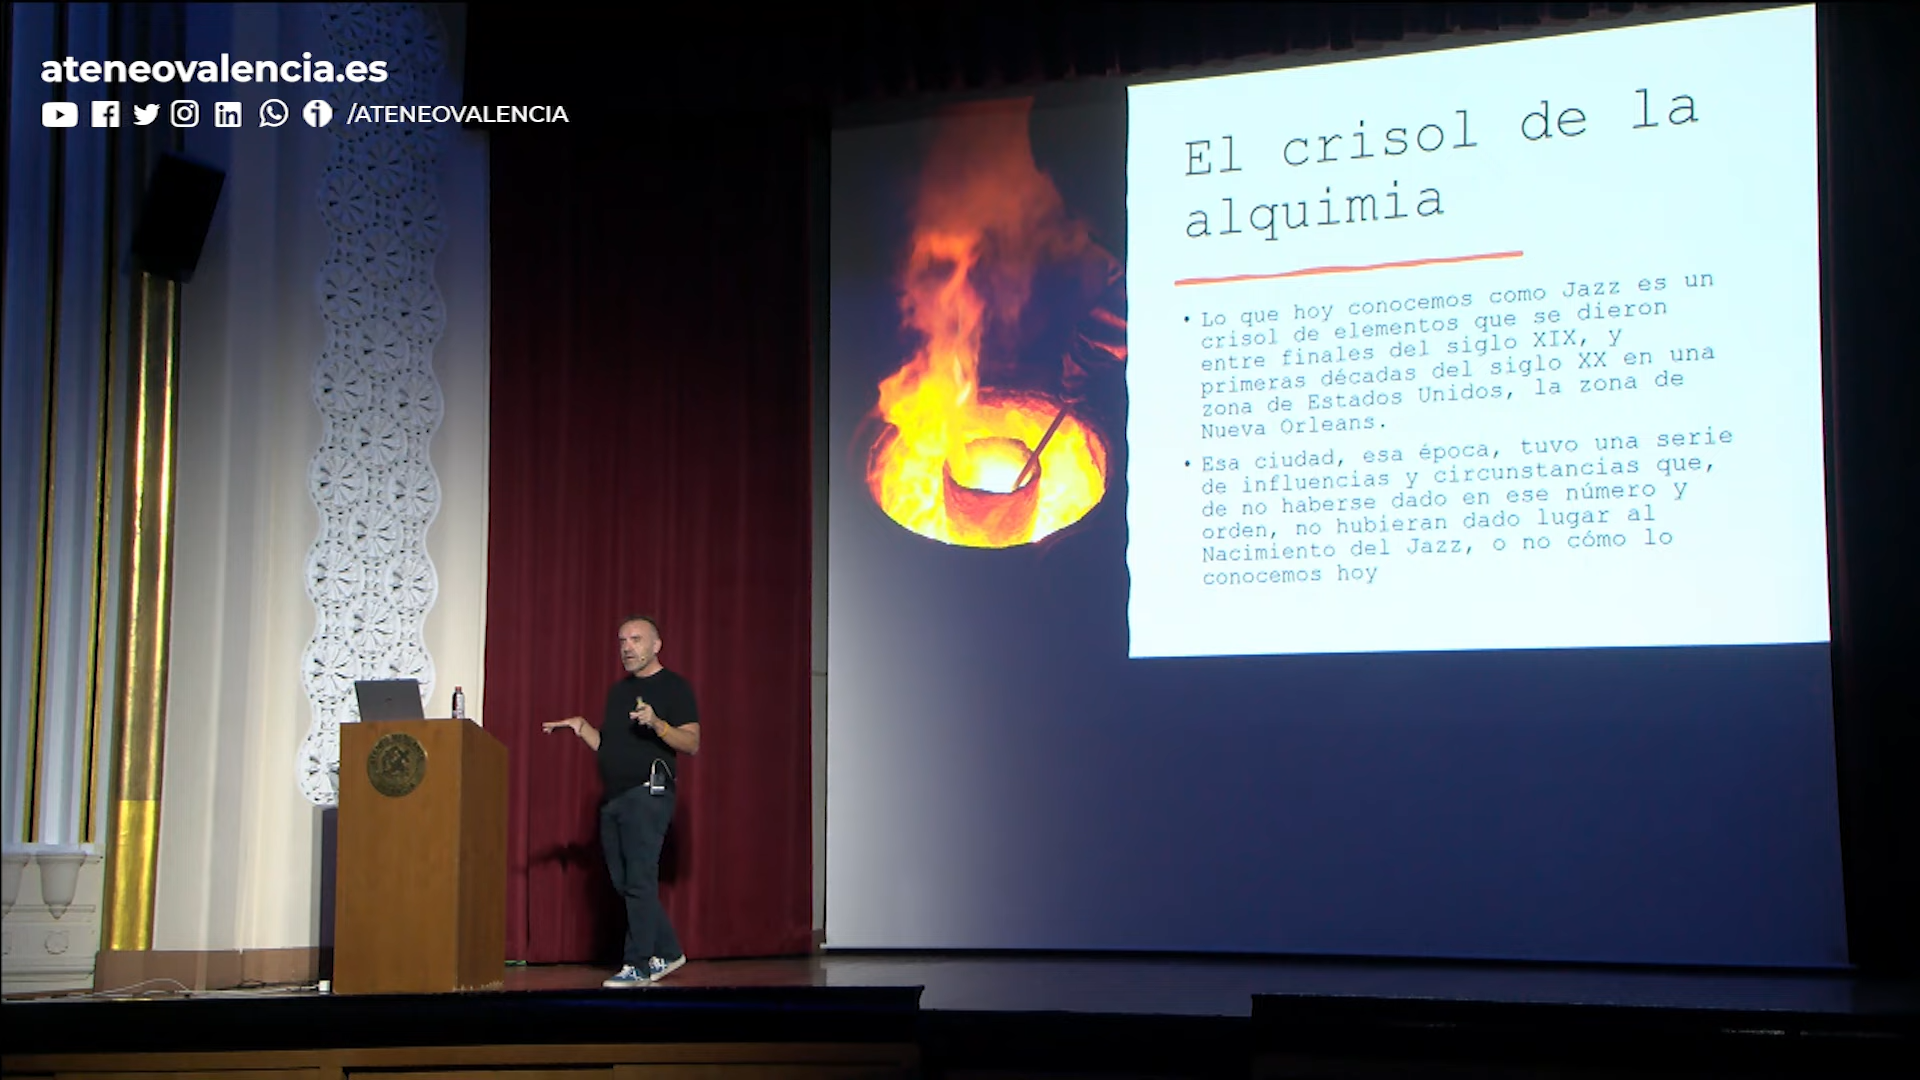 ateneovalencia.es
/ATENEOVALENCIA
El crisol de la
alquimia
• Lo que hoy conocemos como Jazz es un
crisol de elementos que se dieron
entre finales del siglo XIX, y
primeras décadas del siglo XX en una
zona de Estados Unidos, la zona de
Nueva Orleans.
• Esa ciudad, esa época, tuvo una serie
de influencias y circunstancias que,
de no haberse dado en ese número y
orden, no hubieran dado lugar al
Nacimiento del Jazz, o no cómo lo
conocemos hoy